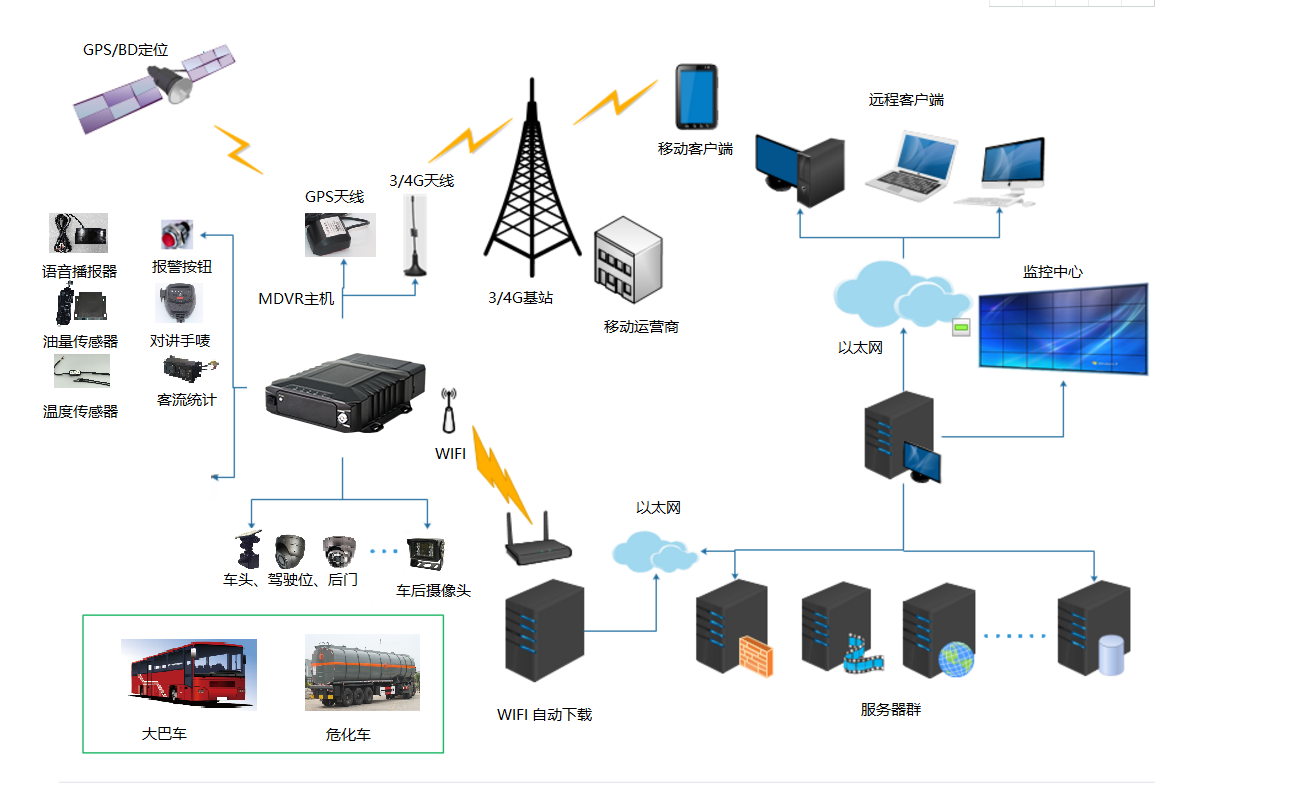 GPS/BD定位
远程客户端
移动客户端
3/4G天线
GPS天线
语音播报器
报警按钮
监控中心
MDVR主机
3/4G基站
移动运营商
油量传感器
对讲手唛
以太网
温度传感器
客流统计
WIFI
以太网
车头、驾驶位、后门
车后摄像头
WIFI 自动下载
服务器群
大巴车
危化车